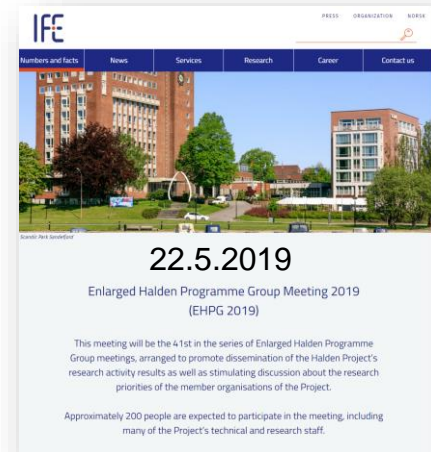 IFE
PRESS ORGANIZATION NORSK
Numbers and facts News Services Research Career Contact us
Scandic Park Sandefjord
22.5.2019
Enlarged Halden Programme Group Meeting 2019
(EHPG 2019)
This meeting will be the 41st in the series of Enlarged Halden Programme
Group meetings, arranged to promote dissemination of the Halden Project's
research activity results as well as stimulating discussion about the research
priorities of the member organisations of the Project.
Approximately 200 people are expected to participate in the meeting, including
many of the Project's technical and research staff.